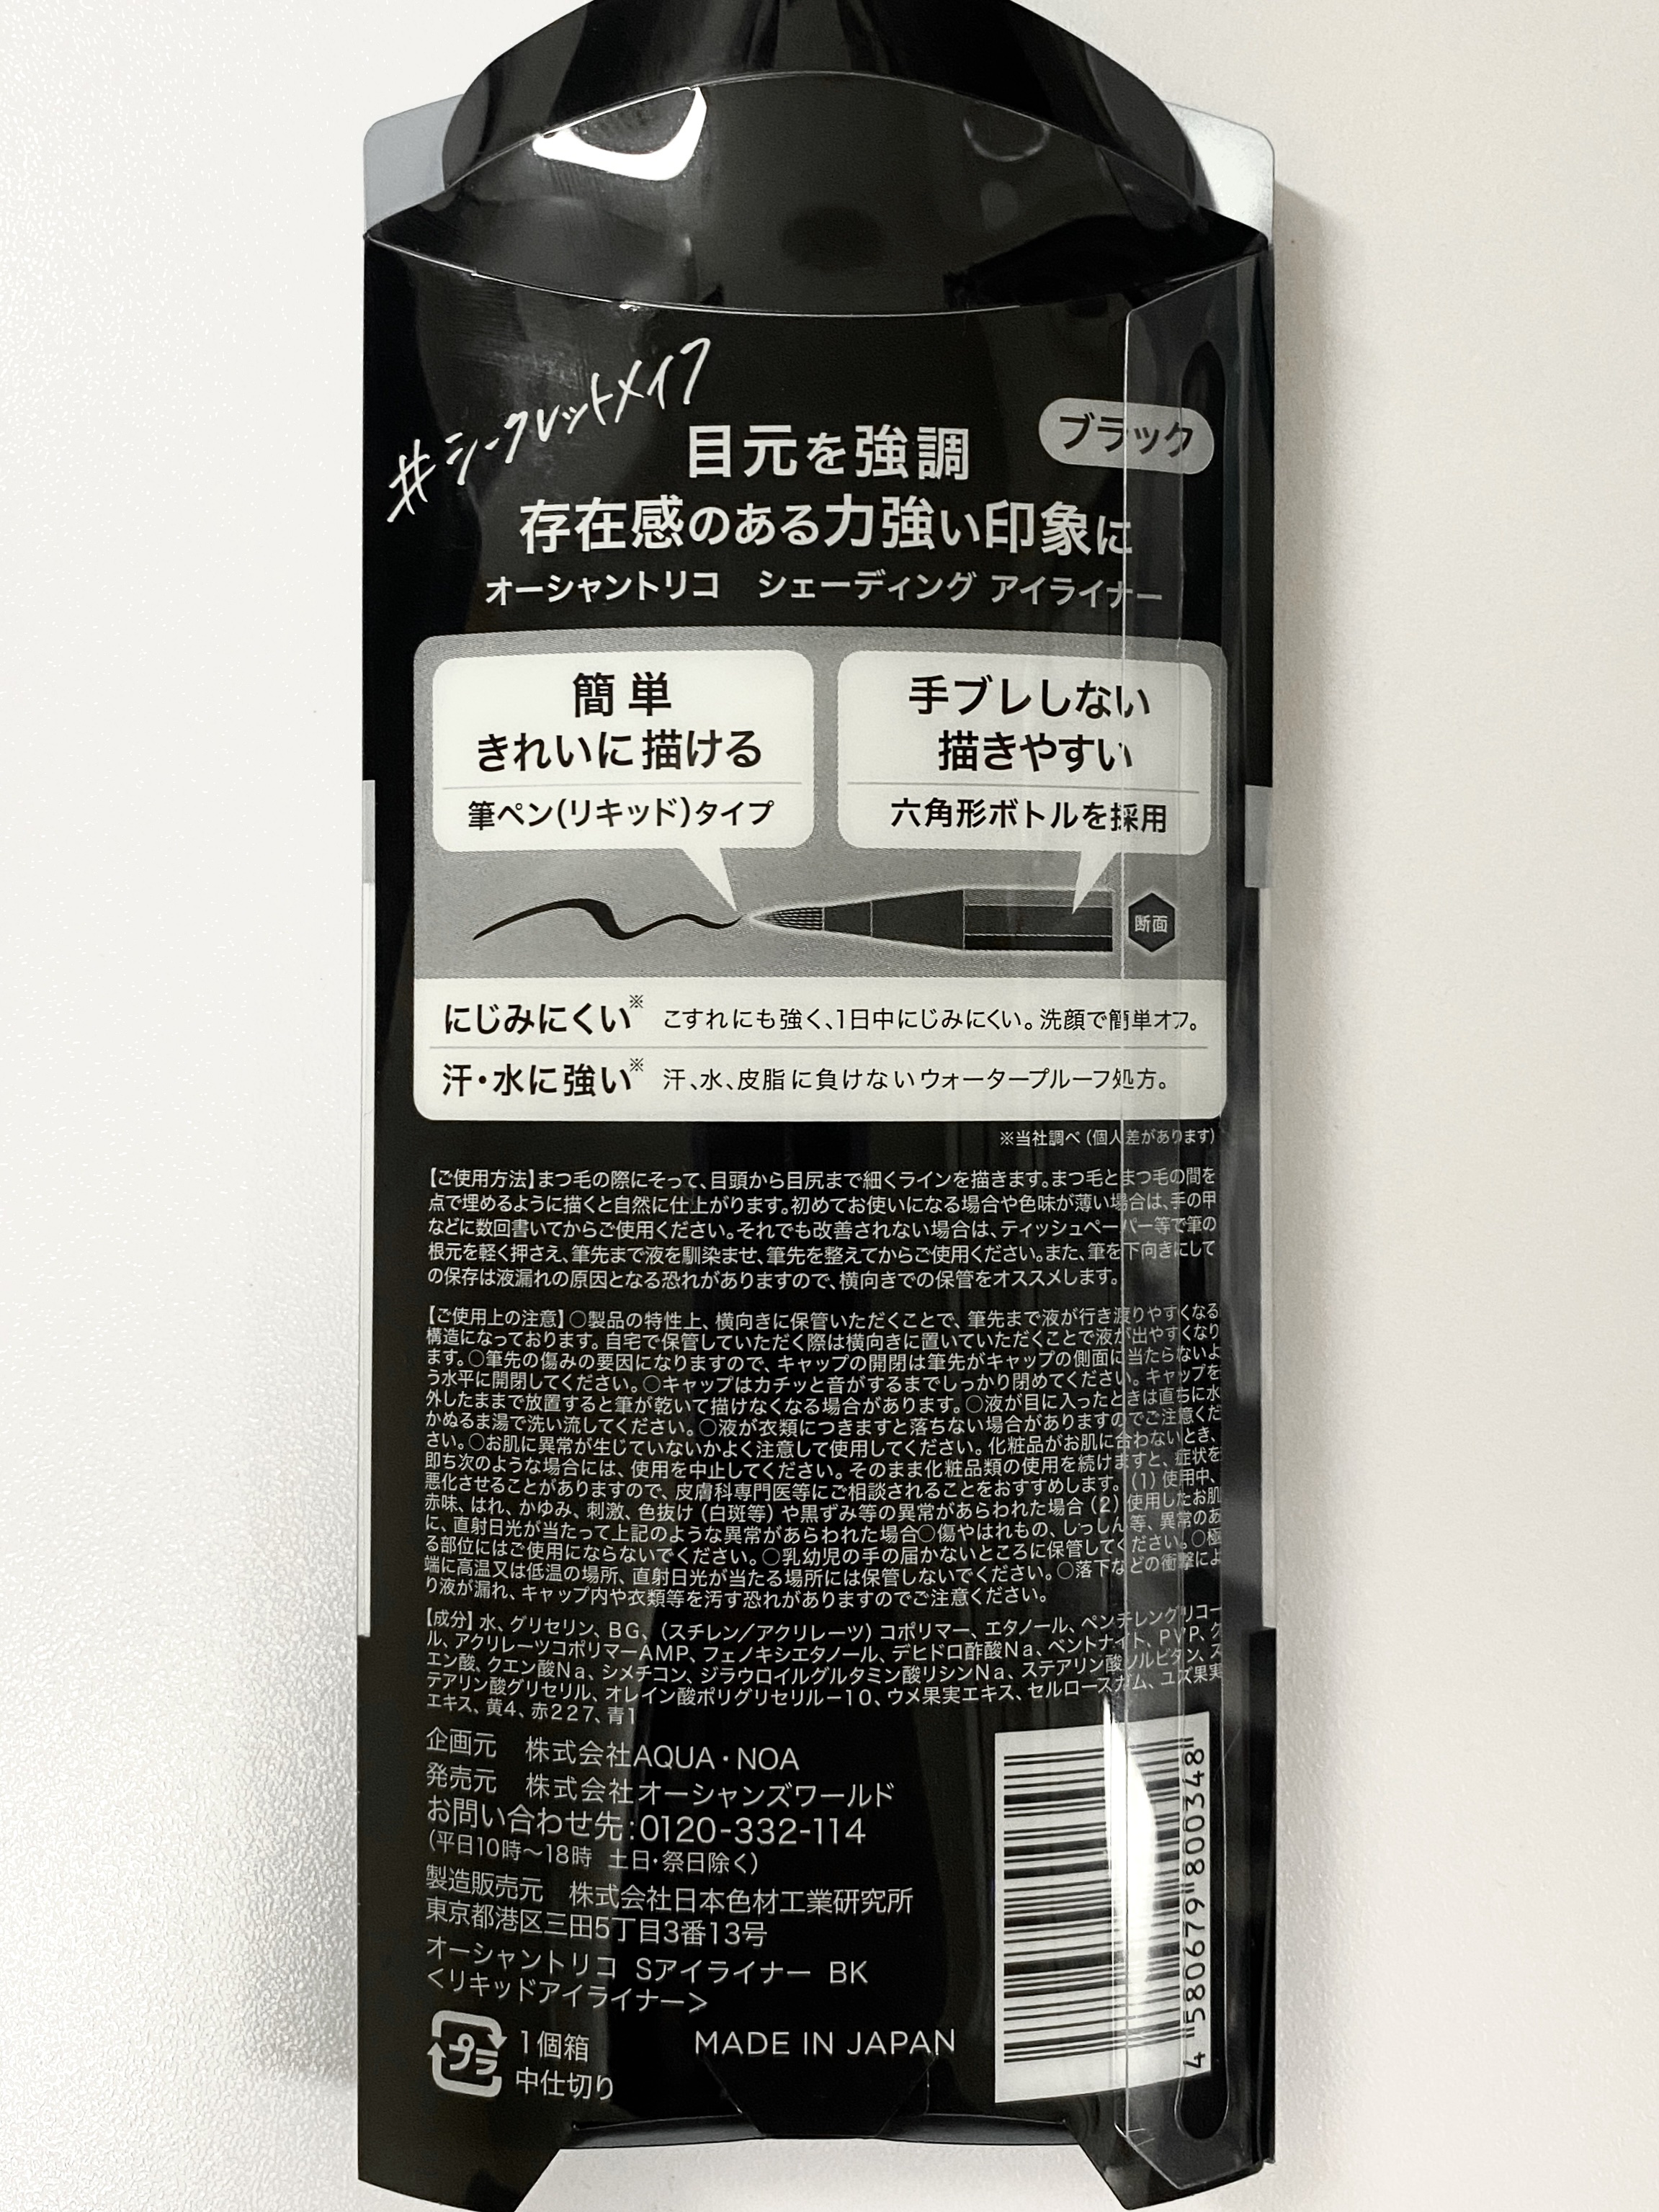 #シークレットメイク
ブラック
目元を強調
存在感のある力強い印象に
オーシャントリコ　シェーディング アイライナー
簡単
きれいに描ける
筆ペン(リキッド)タイプ
手ブレしない
描きやすい
六角形ボトルを採用
断面
にじみにくい※ こすれにも強く、1日中にじみにくい。洗顔で簡単オフ。
汗・水に強い※ 汗、水、皮脂に負けないウォータープルーフ処方。
※当社調べ(個人差があります)
【ご使用方法】まつ毛の際にそって、目頭から目尻まで細くラインを描きます。まつ毛とまつ毛の間を
点で埋めるように描くと自然に仕上がります。初めてお使いになる場合や色味が薄い場合は、手の甲
などに数回書いてからご使用ください。それでも改善されない場合は、ティッシュペーパー等で筆の
根元を軽く押さえ、筆先まで液を馴染ませ、筆先を整えてからご使用ください。また、筆を下向きにして
の保存は液漏れの原因となる恐れがありますので、横向きでの保管をオススメします。
【ご使用上の注意】○製品の特性上、横向きに保管いただくことで、筆先まで液が行き渡りやすくなる
構造になっております。自宅で保管していただく際は横向きに置いていただくことで液が出やすくなり
ます。○筆先の傷みの要因になりますので、キャップの開閉は筆先がキャップの側面に当たらないよ
う水平に開閉してください。○キャップはカチッと音がするまでしっかり閉めてください。キャップを
外したままで放置すると筆が乾いて描けなくなる場合があります。○液が目に入ったときは直ちに水
かぬるま湯で洗い流してください。○液が衣類につきますと落ちない場合がありますのでご注意くだ
さい。○お肌に異常が生じていないかよく注意して使用してください。化粧品がお肌に合わないとき、
即ち次のような場合には、使用を中止してください。そのまま化粧品類の使用を続けますと、症状を
悪化させることがありますので、皮膚科専門医等にご相談されることをおすすめします。(1)使用中、
赤味、はれ、かゆみ、刺激、色抜け(白斑等)や黒ずみ等の異常があらわれた場合(2)使用したお肌
に、直射日光が当たって上記のような異常があらわれた場合○傷やはれもの、しっしん等、異常のあ
る部位にはご使用にならないでください。○乳幼児の手の届かないところに保管してください。○極
端に高温又は低温の場所、直射日光が当たる場所には保管しないでください。○落下などの衝撃によ
り液が漏れ、キャップ内や衣類等を汚す恐れがありますのでご注意ください。
【成分】水、グリセリン、BG、(スチレン/アクリレーツ)コポリマー、エタノール、ペンチレングリコー
ル、アクリレーツコポリマーAMP、フェノキシエタノール、デヒドロ酢酸Na、ベントナイト、PVP、ク
エン酸、クエン酸Na、シメチコン、ジラウロイルグルタミン酸リシンNa、ステアリン酸ソルビタン、ス
テアリン酸グリセリル、オレイン酸ポリグリセリル-10、ウメ果実エキス、セルロースガム、ユズ果実
エキス、黄4、赤227、青1
企画元　株式会社AQUA・NOA
発売元　株式会社オーシャンズワールド
お問い合わせ先:0120-332-114
(平日10時〜18時 土日・祭日除く)
製造販売元　株式会社日本色材工業研究所
東京都港区三田5丁目3番13号
オーシャントリコ Sアイライナー BK
<リキッドアイライナー>
プラ
1個箱
中仕切り
MADE IN JAPAN
4 580679 800348